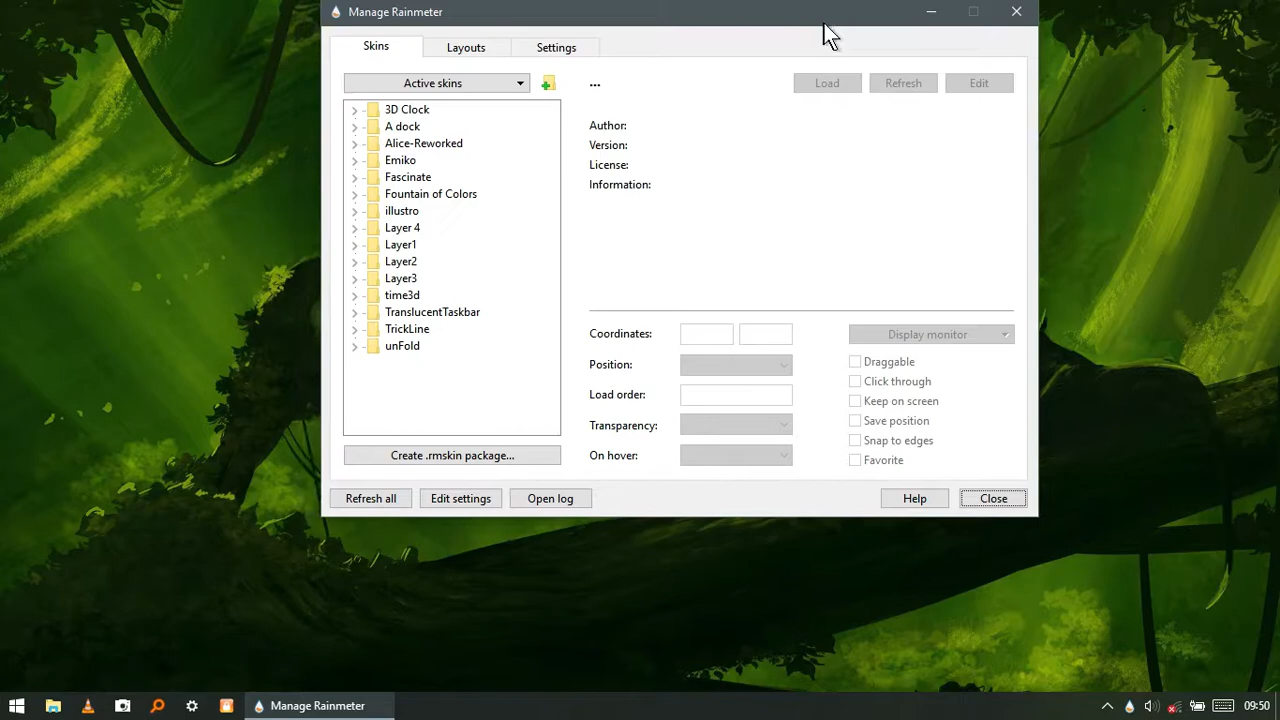 Manage Rainmeter
Skins
Layouts
Settings
Active skins
...
Load
Refresh
Edit
3D Clock
A dock
Alice-Reworked
Emiko
Fascinate
Fountain of Colors
illustro
Layer 4
Layer1
Layer2
Layer3
time3d
TranslucentTaskbar
TrickLine
unFold
Author:
Version:
License:
Information:
Coordinates:
Display monitor
Position:
Load order:
Transparency:
On hover:
Draggable
Click through
Keep on screen
Save position
Snap to edges
Favorite
Create .rmskin package...
Refresh all
Edit settings
Open log
Help
Close
Manage Rainmeter
09:50